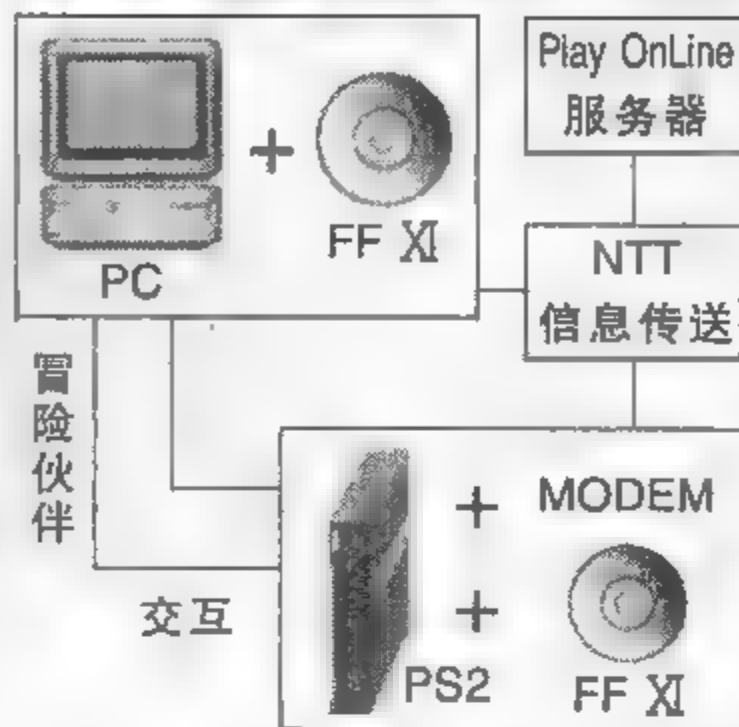 Play OnLine
服务器
FF XI
PC
NTT
信息传送
冒险伙伴
MODEM
交互
PS2
FF XI